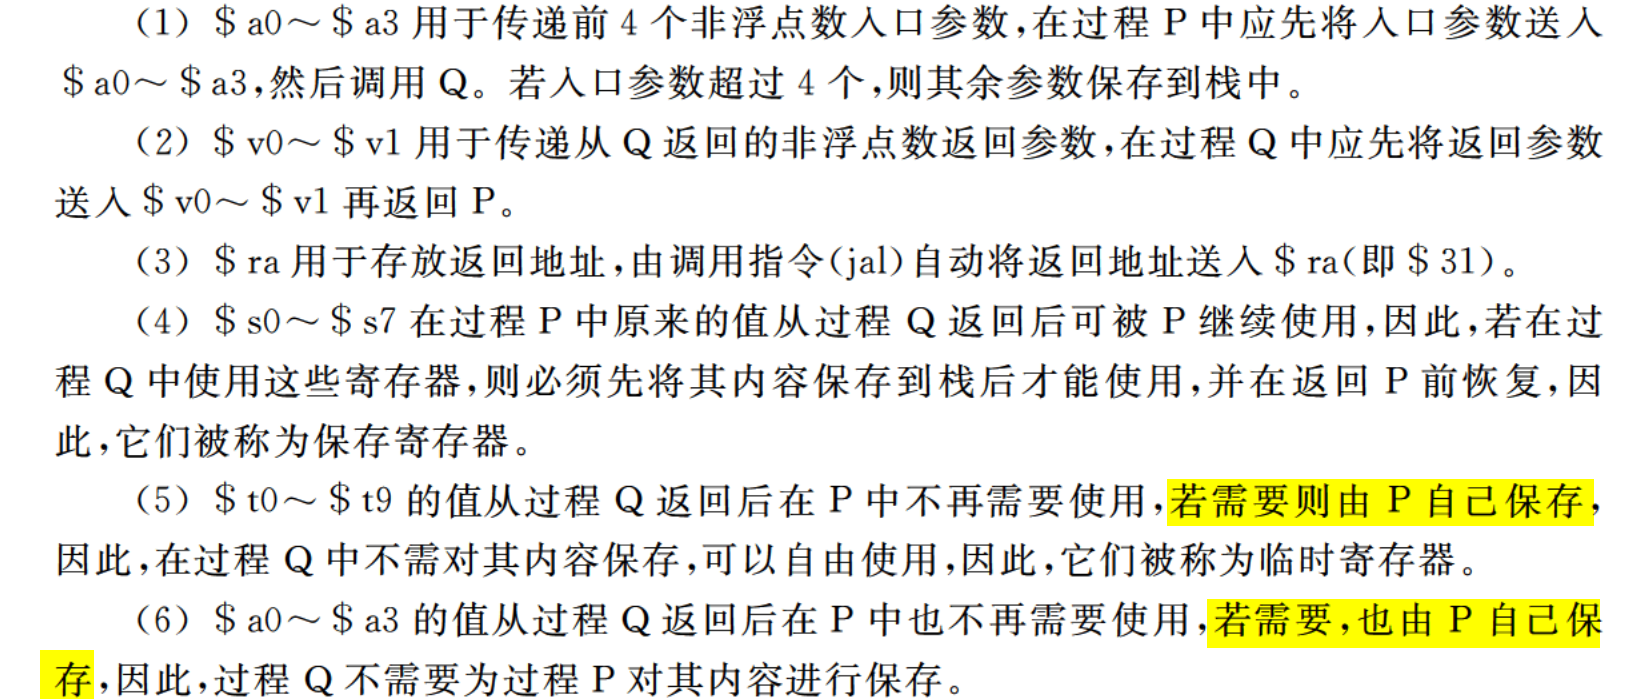 (1) $a0～$a3 用于传递前 4 个非浮点数入口参数,在过程 P 中应先将入口参数送入
$a0～$a3,然后调用 Q。若入口参数超过 4 个,则其余参数保存到栈中。
(2) $v0～$v1 用于传递从 Q 返回的非浮点数返回参数,在过程 Q 中应先将返回参数
送入 $v0～$v1 再返回 P。
(3) $ra 用于存放返回地址,由调用指令(jal)自动将返回地址送入 $ra(即 $31)。
(4) $s0～$s7 在过程 P 中原来的值从过程 Q 返回后可被 P 继续使用,因此,若在过
程 Q 中使用这些寄存器,则必须先将其内容保存到栈后才能使用,并在返回 P 前恢复,因
此,它们被称为保存寄存器。
(5) $t0～$t9 的值从过程 Q 返回后在 P 中不再需要使用,若需要则由 P 自己保存,
因此,在过程 Q 中不需对其内容保存,可以自由使用,因此,它们被称为临时寄存器。
(6) $a0～$a3 的值从过程 Q 返回后在 P 中也不再需要使用,若需要,也由 P 自己保
存,因此,过程 Q 不需要为过程 P 对其内容进行保存。